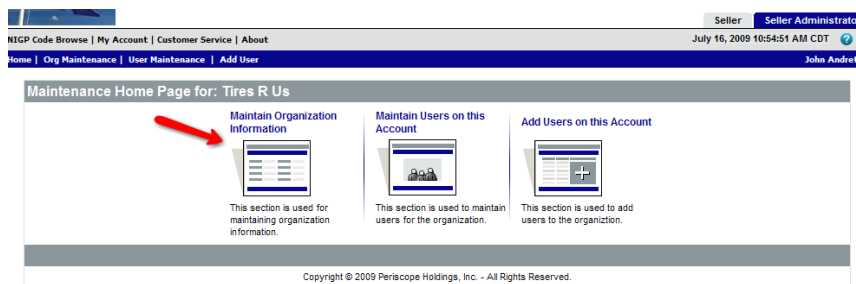 Seller Seller Administrato
NIGP Code Browse | My Account | Customer Service | About July 16, 2009 10:54:51 AM CDT ?
Home | Org Maintenance | User Maintenance | Add User John Andret
Maintenance Home Page for: Tires R Us
Maintain Organization
Information
This section is used for
maintaining organization
information.
Maintain Users on this
Account
This section is used to maintain
users for the organization.
Add Users on this Account
This section is used to add
users to the organiztion.
Copyright © 2009 Periscope Holdings, Inc. - All Rights Reserved.